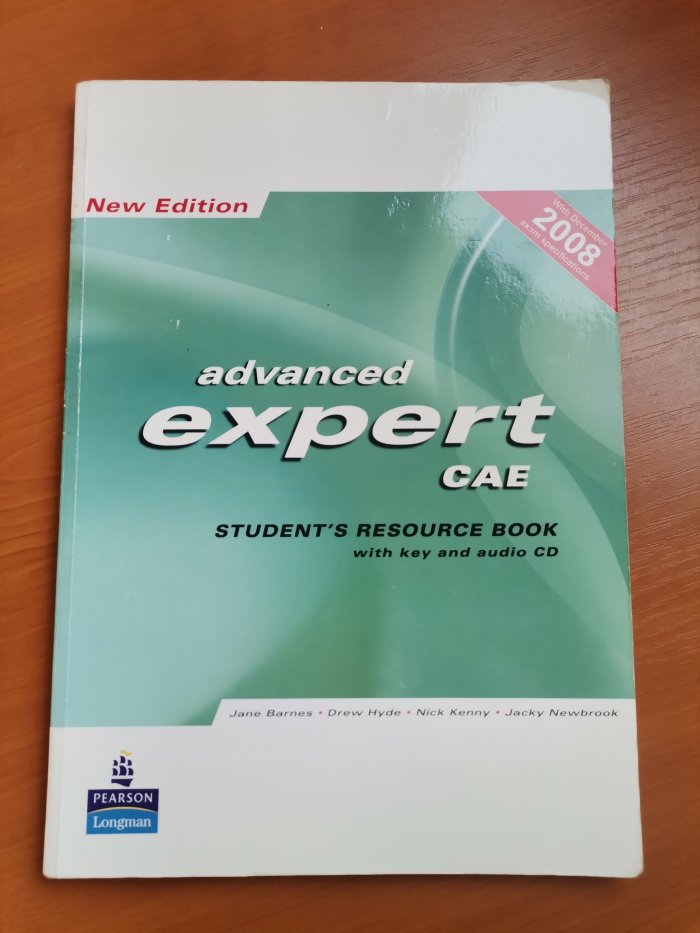 New Edition
With December
2008
exam specifications
advanced
expert
CAE
STUDENT'S RESOURCE BOOK
with key and audio CD
Jane Barnes • Drew Hyde • Nick Kenny • Jacky Newbrook
PEARSON
Longman